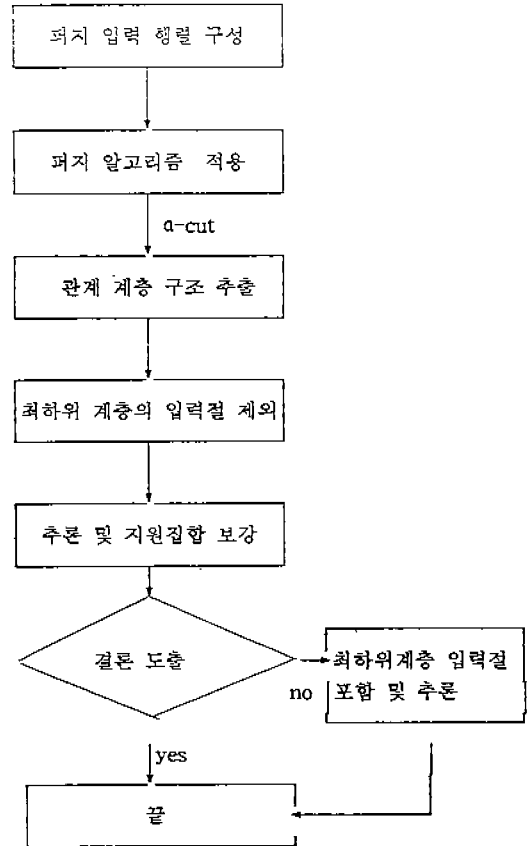 퍼지 입력 행렬 구성
퍼지 알고리즘 적용
α-cut
관계 계층 구조 추출
최하위 계층의 입력절 제외
추론 및 지원집합 보강
결론 도출
no
최하위계층 입력절
포함 및 추론
yes
끝